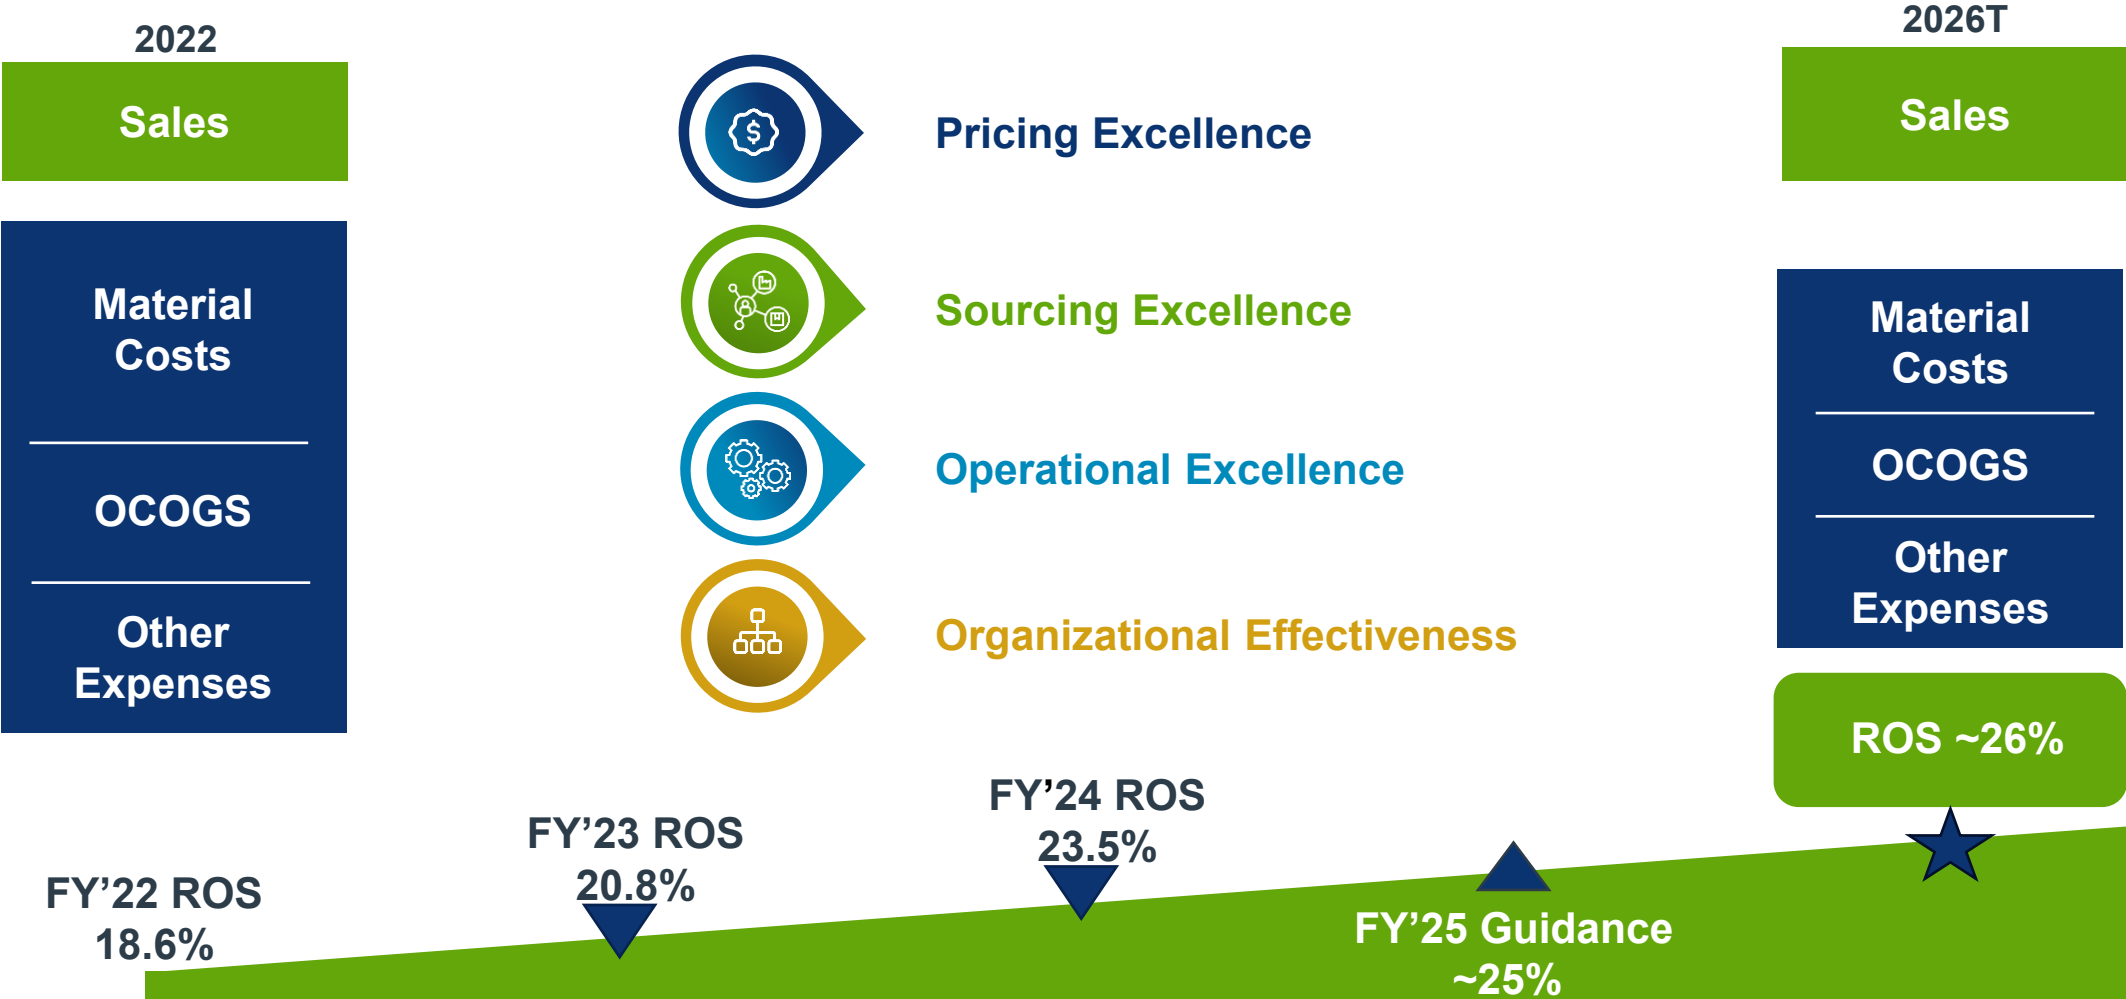 2022
Sales
Material
Costs
OCOGS
Other
Expenses
$
Pricing Excellence
Sourcing Excellence
Operational Excellence
Organizational Effectiveness
2026T
Sales
Material
Costs
OCOGS
Other
Expenses
ROS ~26%
FY’22 ROS
18.6%
FY’23 ROS
20.8%
FY’24 ROS
23.5%
FY’25 Guidance
~25%